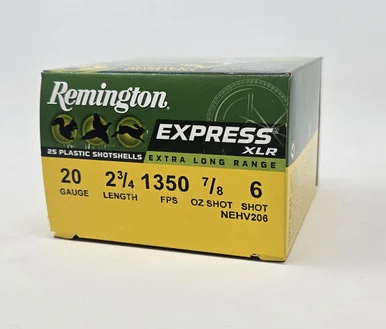 Remington
EXPRESS
XLR
25 PLASTIC SHOTSHELLS
EXTRA LONG RANGE
20 2 3/4 1350 7/8 6
GAUGE LENGTH FPS OZ SHOT SHOT
NEHV206